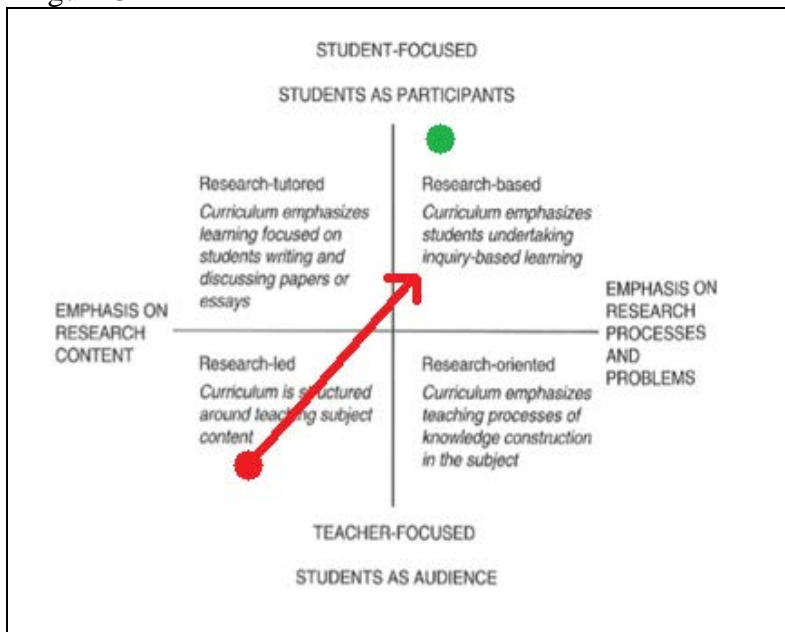 STUDENT-FOCUSED
STUDENTS AS PARTICIPANTS
Research-tutored
Curriculum emphasizes
learning focused on
students writing and
discussing papers or
essays
Research-based
Curriculum emphasizes
students undertaking
inquiry-based learning
EMPHASIS ON
RESEARCH
CONTENT
EMPHASIS ON
RESEARCH
PROCESSES
AND
PROBLEMS
Research-led
Curriculum is structured
around teaching subject
content
Research-oriented
Curriculum emphasizes
teaching processes of
knowledge construction
in the subject
TEACHER-FOCUSED
STUDENTS AS AUDIENCE